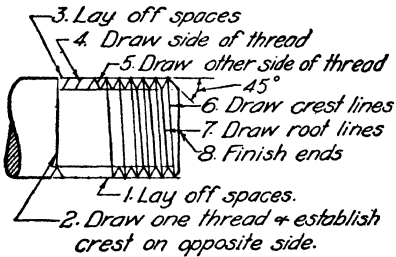 3. Lay off spaces
4. Draw side of thread
5. Draw other side of thread
45°
6. Draw crest lines
7. Draw root lines
8. Finish ends
1. Lay off spaces.
2. Draw one thread & establish
crest on opposite side.